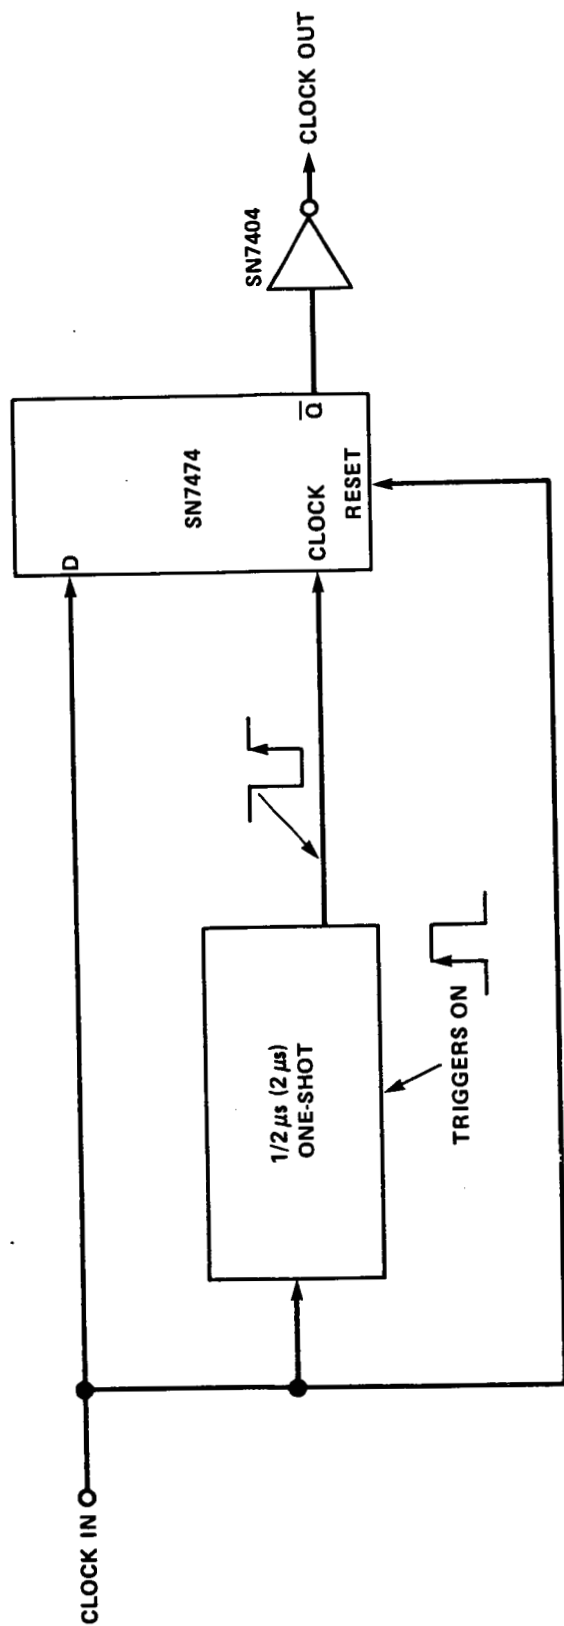 CLOCK IN
D
SN7474
1/2 µs (2 µs)
ONE-SHOT
TRIGGERS ON
CLOCK
RESET
Q̅
SN7404
CLOCK OUT